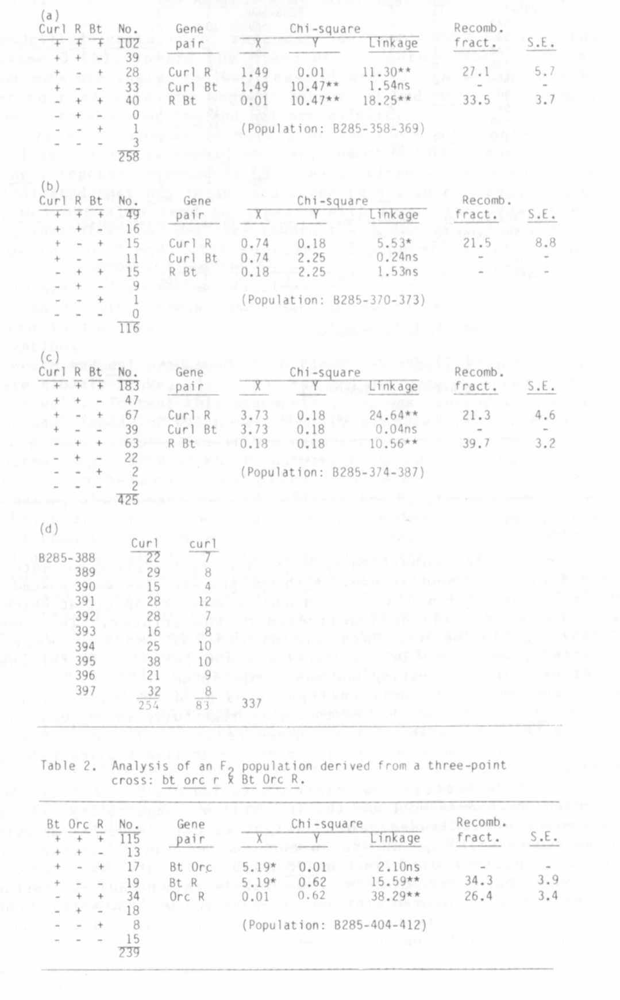 (a)
Curl R Bt No. Gene Chi-square Recomb.
+ + + 102 pair X Y Linkage fract. S.E.
+ + - 39
+ - + 28 Curl R 1.49 0.01 11.30** 27.1 5.7
+ - - 33 Curl Bt 1.49 10.47** 1.54ns - -
- + + 40 R Bt 0.01 10.47** 18.25** 33.5 3.7
- + - 0
- - + 1 (Population: B285-358-369)
- - - 3
258
(b)
Curl R Bt No. Gene Chi-square Recomb.
+ + + 49 pair X Y Linkage fract. S.E.
+ + - 16
+ - + 15 Curl R 0.74 0.18 5.53* 21.5 8.8
+ - - 11 Curl Bt 0.74 2.25 0.24ns - -
- + + 15 R Bt 0.18 2.25 1.53ns - -
- + - 9
- - + 1 (Population: B285-370-373)
- - - 0
116
(c)
Curl R Bt No. Gene Chi-square Recomb.
+ + + 183 pair X Y Linkage fract. S.E.
+ + - 47
+ - + 67 Curl R 3.73 0.18 24.64** 21.3 4.6
+ - - 39 Curl Bt 3.73 0.18 0.04ns - -
- + + 63 R Bt 0.18 0.18 10.56** 39.7 3.2
- + - 22
- - + 2 (Population: B285-374-387)
- - - 2
425
(d)
Curl curl
B285-388 22 7
389 29 8
390 15 4
391 28 12
392 28 7
393 16 8
394 25 10
395 38 10
396 21 9
397 32 8
254 83 337
Table 2. Analysis of an F2 population derived from a three-point
cross: bt orc r x Bt Orc R.
Bt Orc R No. Gene Chi-square Recomb.
+ + + 115 pair X Y Linkage fract. S.E.
+ + - 13
+ - + 17 Bt Orc 5.19* 0.01 2.10ns - -
+ - - 19 Bt R 5.19* 0.62 15.59** 34.3 3.9
- + + 34 Orc R 0.01 0.62 38.29** 26.4 3.4
- + - 18
- - + 8 (Population: B285-404-412)
- - - 15
239